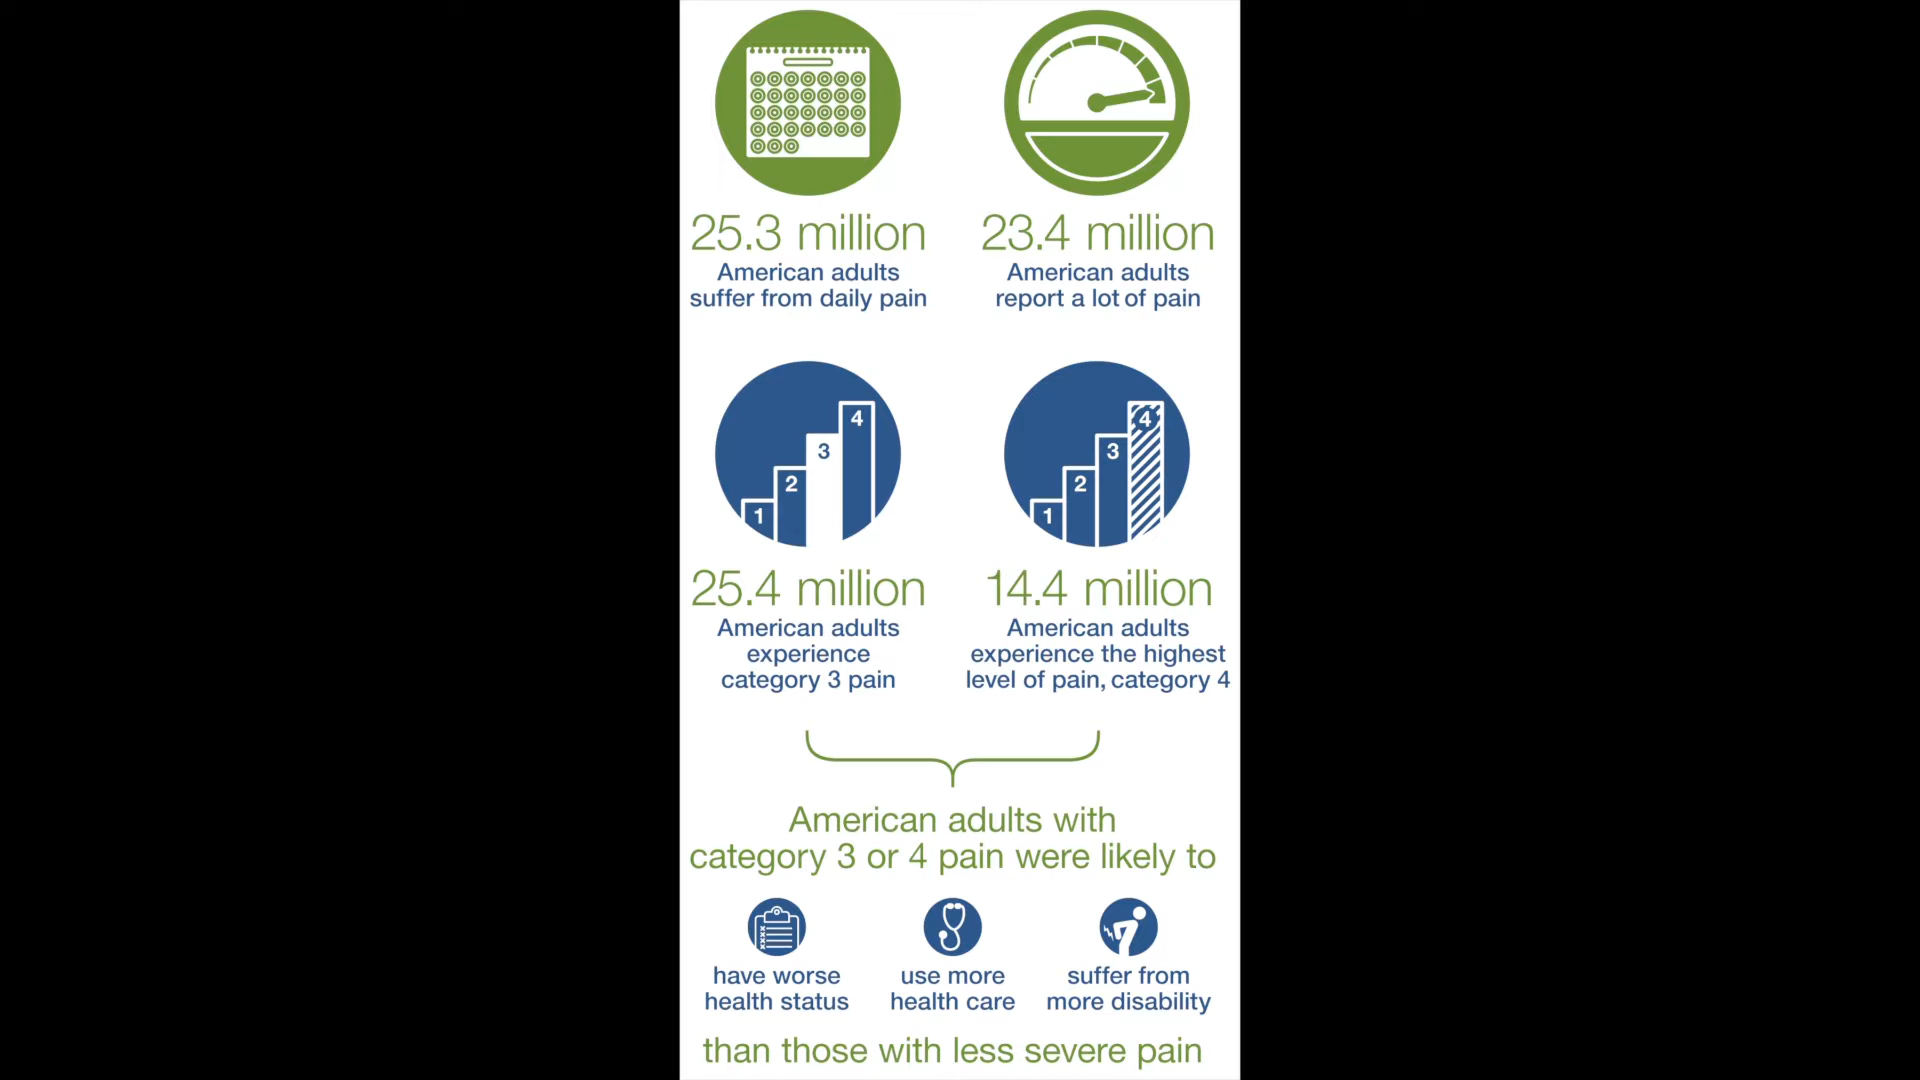 25.3 million
American adults
suffer from daily pain
23.4 million
American adults
report a lot of pain
1
2
3
4
1
2
3
4
25.4 million
American adults
experience
category 3 pain
14.4 million
American adults
experience the highest
level of pain, category 4
American adults with
category 3 or 4 pain were likely to
have worse
health status
use more
health care
suffer from
more disability
than those with less severe pain